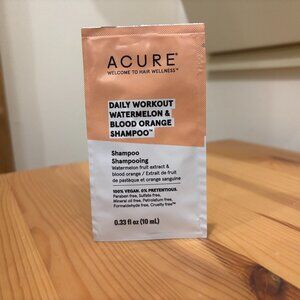 ACURE®
WELCOME TO HAIR WELLNESS™
DAILY WORKOUT
WATERMELON &
BLOOD ORANGE
SHAMPOO™
Shampoo
Shampooing
Watermelon fruit extract &
blood orange / Extrait de fruit
de pastèque et orange sanguine
100% VEGAN. 0% PRETENTIOUS.
Paraben free, Sulfate free,
Mineral oil free, Petrolatum free,
Formaldehyde free, Cruelty free™
0.33 fl oz (10 mL)